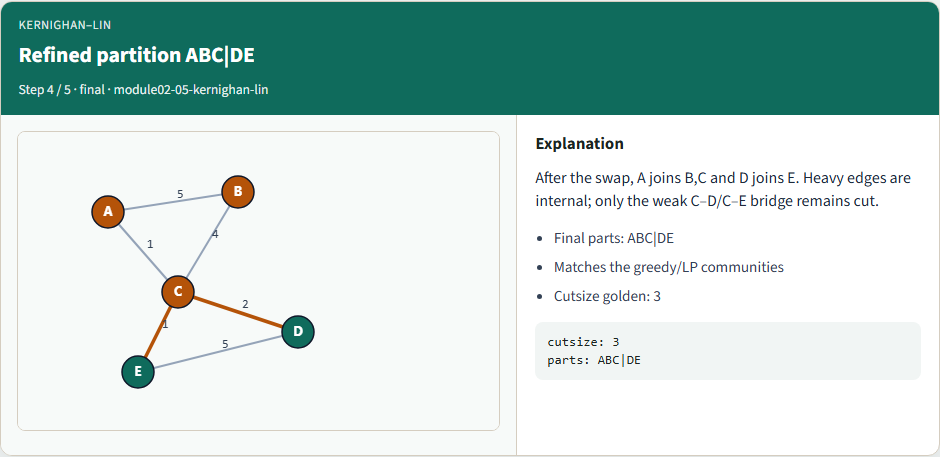 KERNIGHAN–LIN
Refined partition ABC|DE
Step 4 / 5 · final · module02-05-kernighan-lin
5
B
A
1
4
C
2
1
D
5
E
Explanation
After the swap, A joins B,C and D joins E. Heavy edges are
internal; only the weak C–D/C–E bridge remains cut.
• Final parts: ABC|DE
• Matches the greedy/LP communities
• Cutsize golden: 3
cutsize: 3
parts: ABC|DE